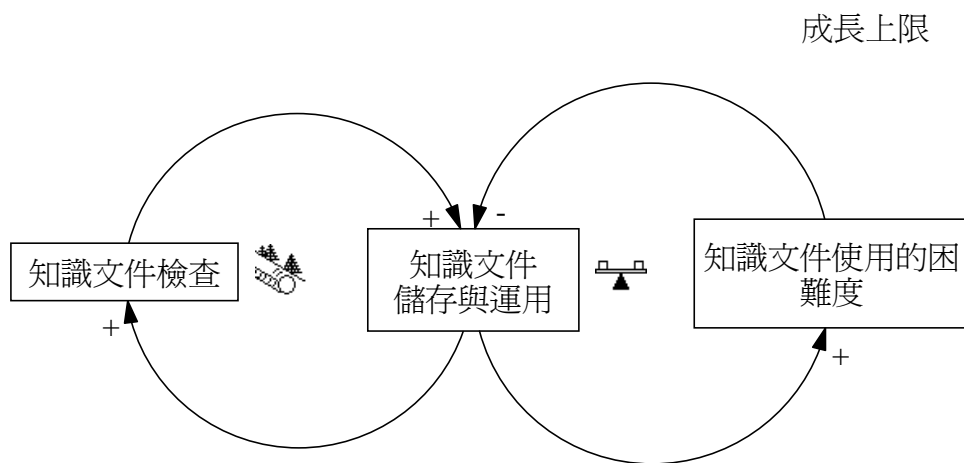 成長上限
+
-
知識文件檢查
知識文件
儲存與運用
知識文件使用的困
難度
+
+